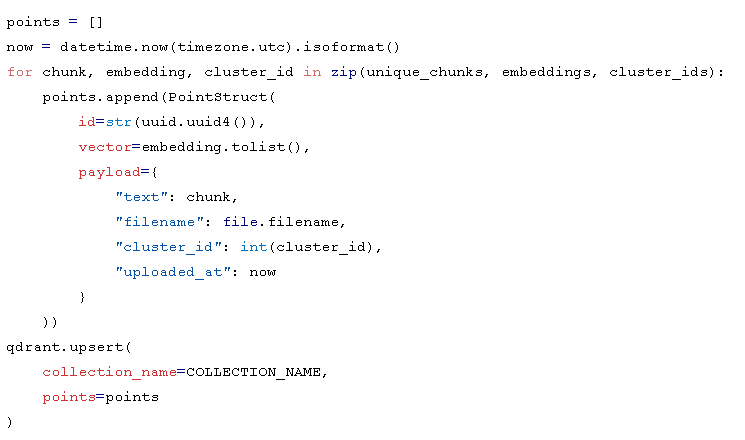 points = []
now = datetime.now(timezone.utc).isoformat()
for chunk, embedding, cluster_id in zip(unique_chunks, embeddings, cluster_ids):
    points.append(PointStruct(
        id=str(uuid.uuid4()),
        vector=embedding.tolist(),
        payload={
            "text": chunk,
            "filename": file.filename,
            "cluster_id": int(cluster_id),
            "uploaded_at": now
        }
    ))
qdrant.upsert(
    collection_name=COLLECTION_NAME,
    points=points
)